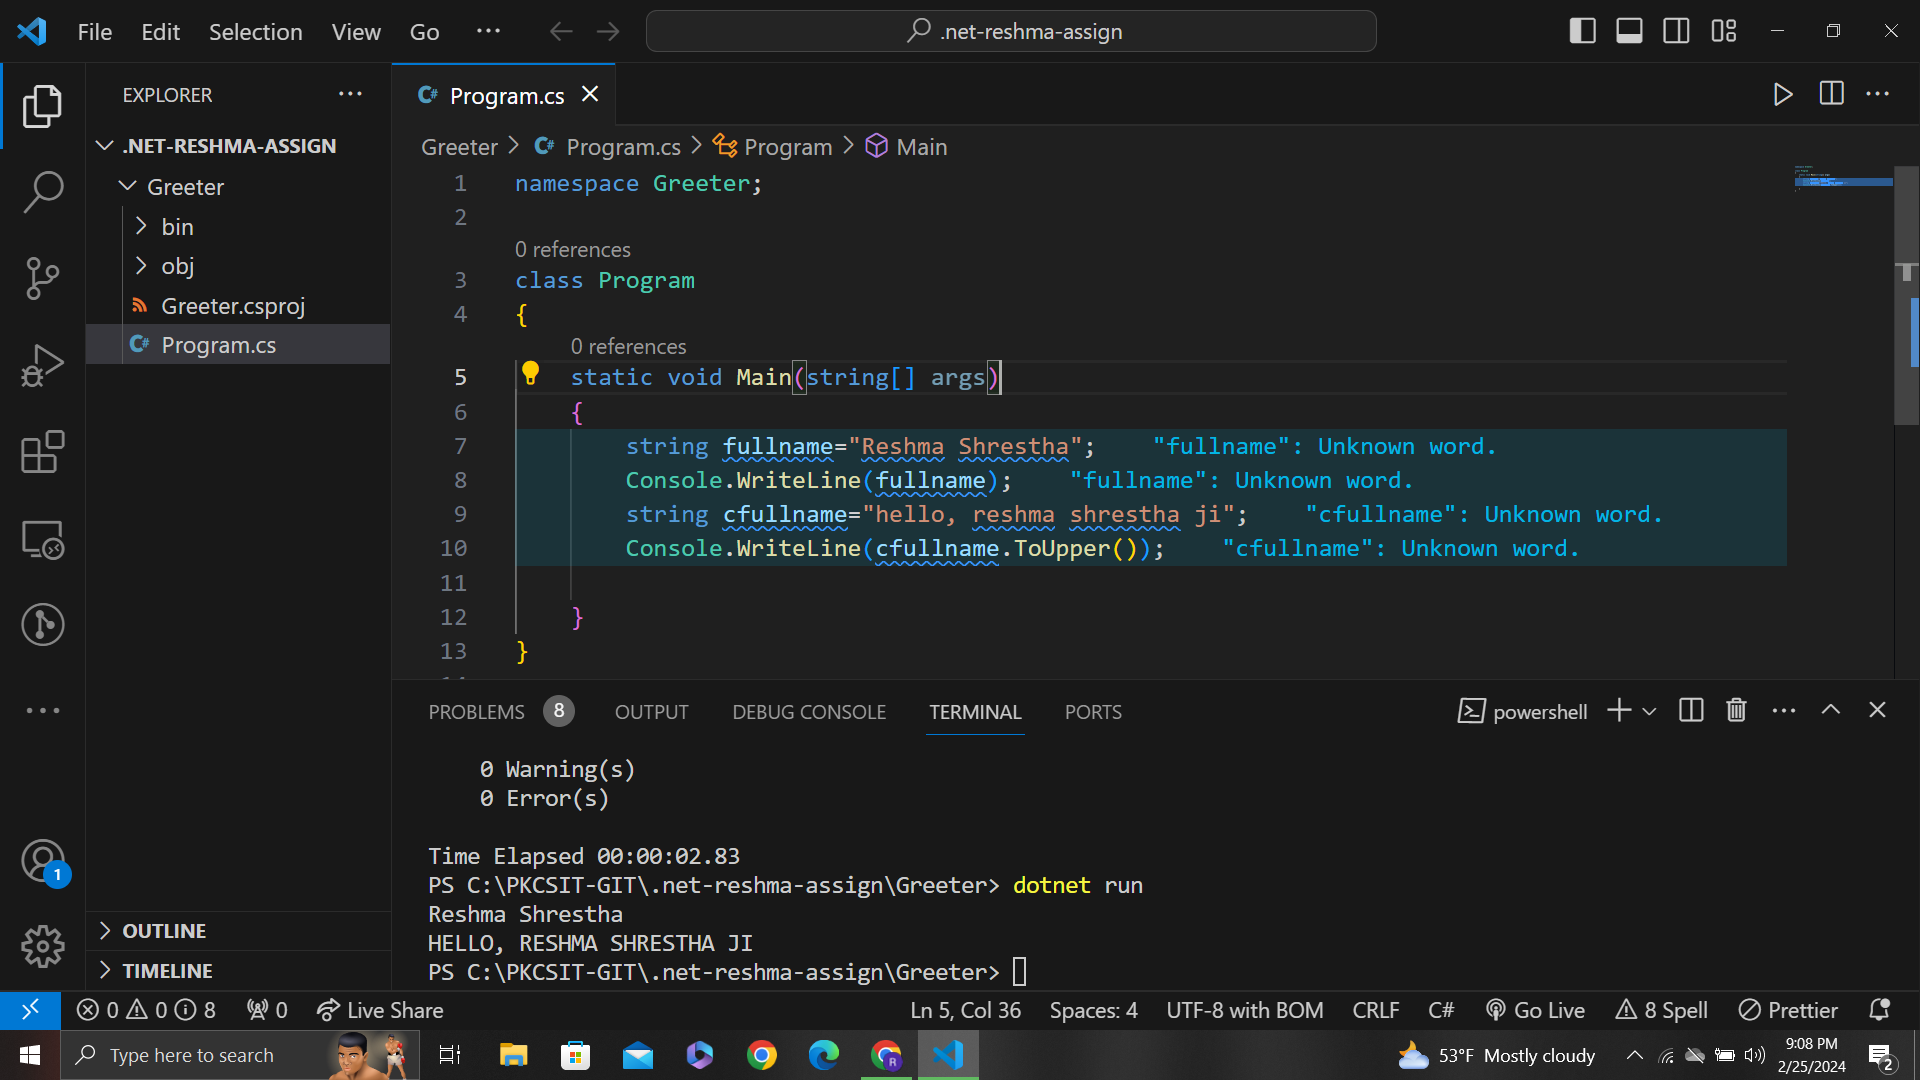 File Edit Selection View Go ··· .net-reshma-assign
EXPLORER ···
Program.cs
.NET-RESHMA-ASSIGN
Greeter > Program.cs > Program > Main
Greeter
bin
obj
Greeter.csproj
Program.cs
1 namespace Greeter;
2
0 references
3 class Program
4 {
0 references
5 static void Main(string[] args)
6 {
7 string fullname="Reshma Shrestha"; "fullname": Unknown word.
8 Console.WriteLine(fullname); "fullname": Unknown word.
9 string cfullname="hello, reshma shrestha ji"; "cfullname": Unknown word.
10 Console.WriteLine(cfullname.ToUpper()); "cfullname": Unknown word.
11
12 }
13 }
PROBLEMS 8 OUTPUT DEBUG CONSOLE TERMINAL PORTS powershell
0 Warning(s)
0 Error(s)
Time Elapsed 00:00:02.83
PS C:\PKCSIT-GIT\.net-reshma-assign\Greeter> dotnet run
Reshma Shrestha
HELLO, RESHMA SHRESTHA JI
PS C:\PKCSIT-GIT\.net-reshma-assign\Greeter>
1
OUTLINE
TIMELINE
0 0 8 0 Live Share Ln 5, Col 36 Spaces: 4 UTF-8 with BOM CRLF C# Go Live 8 Spell Prettier
Type here to search
53°F Mostly cloudy
9:08 PM
2/25/2024
2